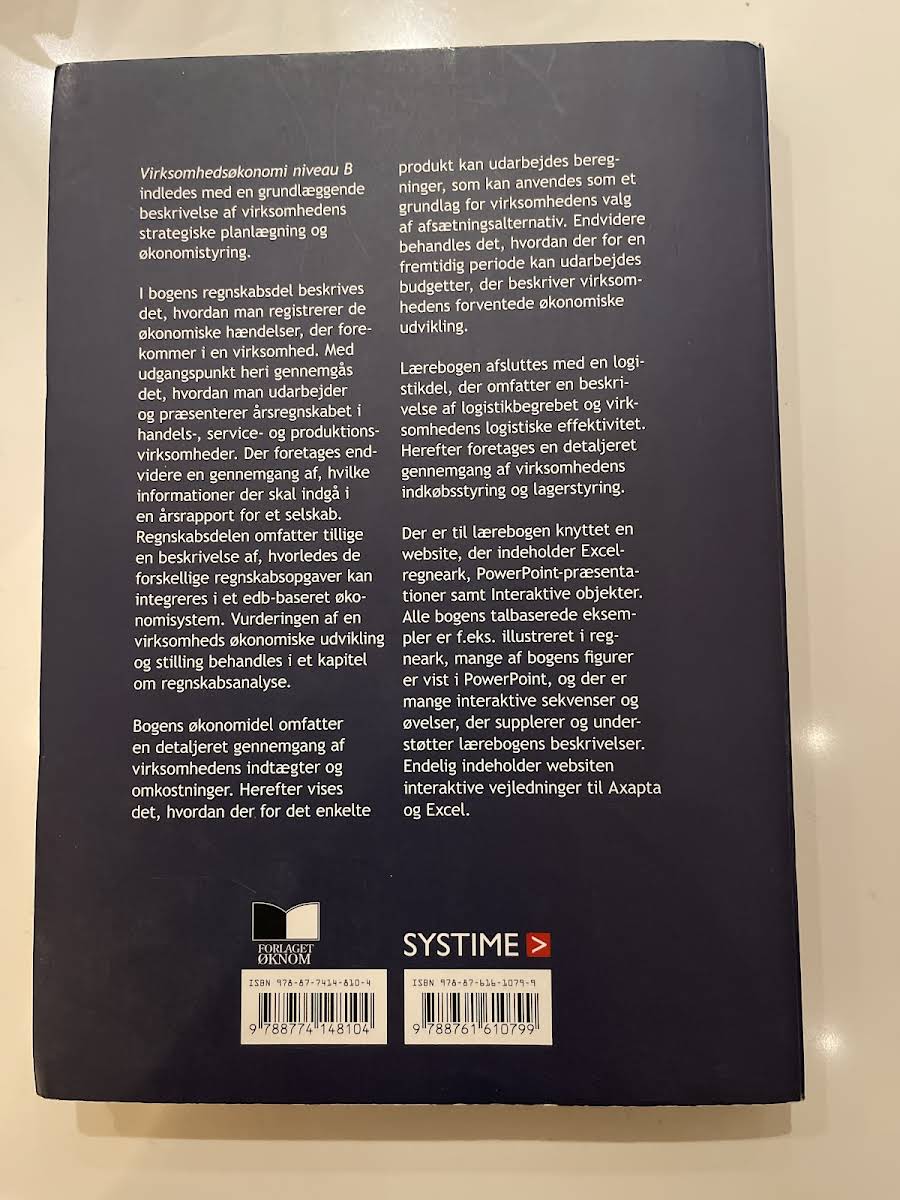 Virksomhedsøkonomi niveau B
indledes med en grundlæggende
beskrivelse af virksomhedens
strategiske planlægning og
økonomistyring.
I bogens regnskabsdel beskrives
det, hvordan man registrerer de
økonomiske hændelser, der fore-
kommer i en virksomhed. Med
udgangspunkt heri gennemgås
det, hvordan man udarbejder
og præsenterer årsregnskabet i
handels-, service- og produktions-
virksomheder. Der foretages end-
videre en gennemgang af, hvilke
informationer der skal indgå i
en årsrapport for et selskab.
Regnskabsdelen omfatter tillige
en beskrivelse af, hvorledes de
forskellige regnskabsopgaver kan
integreres i et edb-baseret øko-
nomisystem. Vurderingen af en
virksomheds økonomiske udvikling
og stilling behandles i et kapitel
om regnskabsanalyse.
Bogens økonomidel omfatter
en detaljeret gennemgang af
virksomhedens indtægter og
omkostninger. Herefter vises
det, hvordan der for det enkelte
produkt kan udarbejdes bereg-
ninger, som kan anvendes som et
grundlag for virksomhedens valg
af afsætningsalternativ. Endvidere
behandles det, hvordan der for en
fremtidig periode kan udarbejdes
budgetter, der beskriver virksom-
hedens forventede økonomiske
udvikling.
Lærebogen afsluttes med en logi-
stikdel, der omfatter en beskri-
velse af logistikbegrebet og virk-
somhedens logistiske effektivitet.
Herefter foretages en detaljeret
gennemgang af virksomhedens
indkøbsstyring og lagerstyring.
Der er til lærebogen knyttet en
website, der indeholder Excel-
regneark, PowerPoint-præsenta-
tioner samt Interaktive objekter.
Alle bogens talbaserede eksem-
pler er f.eks. illustreret i reg-
neark, mange af bogens figurer
er vist i PowerPoint, og der er
mange interaktive sekvenser og
øvelser, der supplerer og under-
støtter lærebogens beskrivelser.
Endelig indeholder websiten
interaktive vejledninger til Axapta
og Excel.
FORLAGET
ØKNOM
ISBN 978-87-7414-810-4
9 788774 148104
SYSTIME >
ISBN 978-87-616-1079-9
9 788761 610799